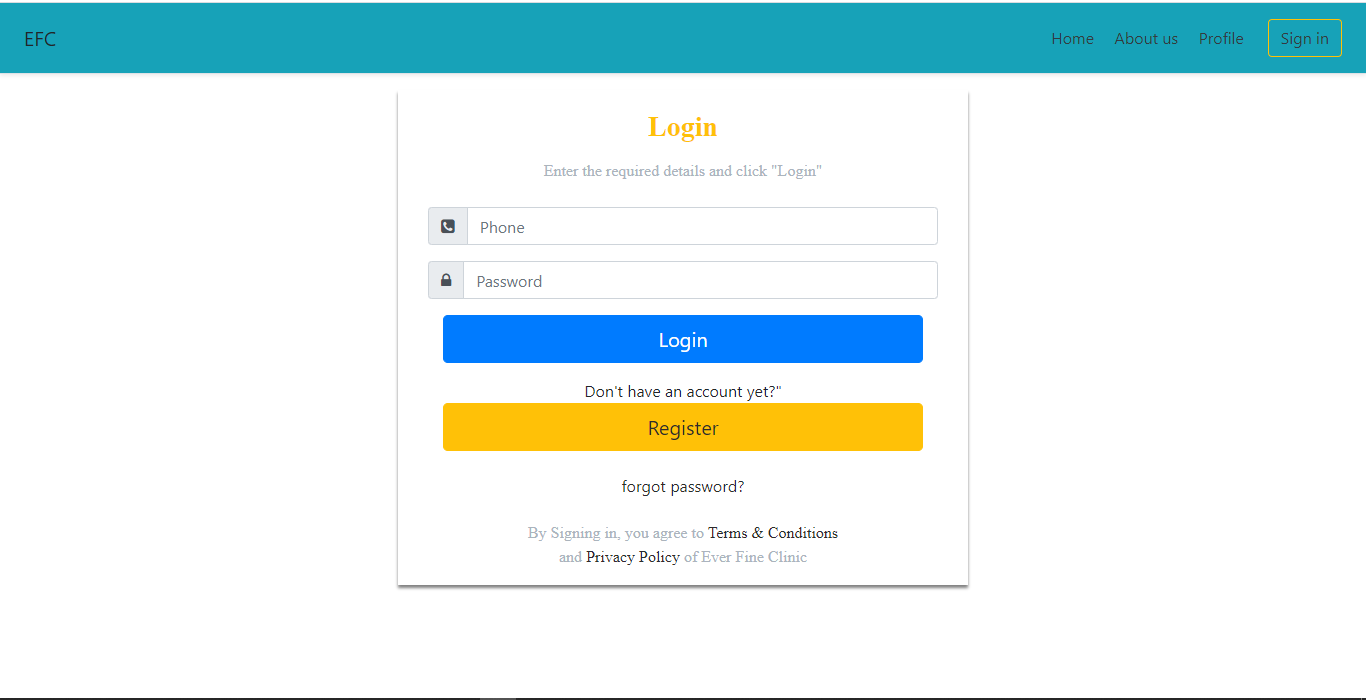 EFC Home About us Profile Sign in
Login
Enter the required details and click "Login"
Phone
Password
Login
Don't have an account yet?"
Register
forgot password?
By Signing in, you agree to Terms & Conditions
and Privacy Policy of Ever Fine Clinic